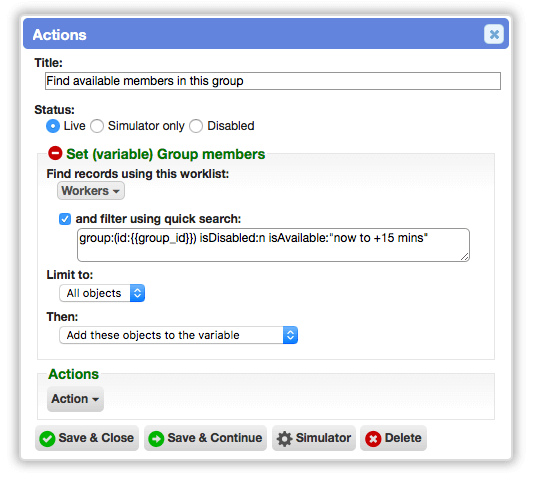 Actions
Title:
Find available members in this group
Status:
Live Simulator only Disabled
Set (variable) Group members
Find records using this worklist:
Workers
and filter using quick search:
group:(id:{{group_id}}) isDisabled:n isAvailable:"now to +15 mins"
Limit to:
All objects
Then:
Add these objects to the variable
Actions
Action
Save & Close Save & Continue Simulator Delete